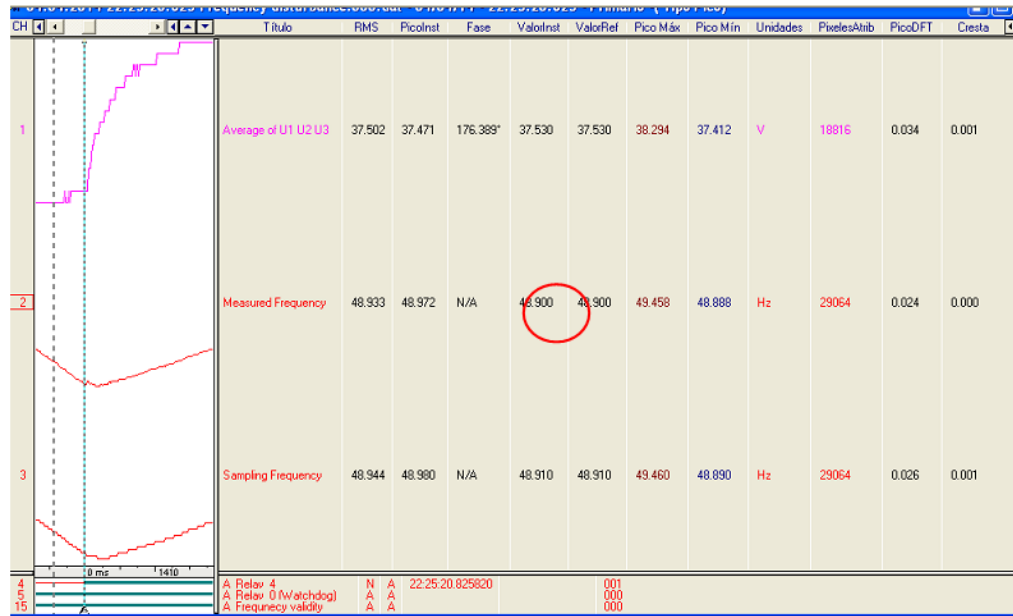 CH Título RMS PicoInst Fase ValorInst ValorRef Pico Máx Pico Mín Unidades PixelesAtrib PicoDFT Cresta
1 Average of U1 U2 U3 37.502 37.471 176.389° 37.530 37.530 38.294 37.412 V 18816 0.034 0.001
2 Measured Frequency 48.933 48.972 N/A 48.900 48.900 49.458 48.888 Hz 29064 0.024 0.000
3 Sampling Frequency 48.944 48.980 N/A 48.910 48.910 49.460 48.890 Hz 29064 0.026 0.001
0 ms 1410
4 A Relay 4 N A 22:25:20.825820 001
5 A Relay 0 (Watchdog) A A 000
15 A Frequnecy validity A A 000